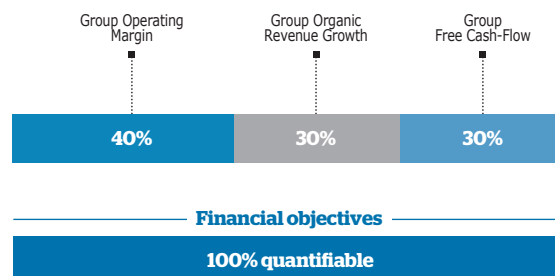 Group Operating
Margin
Group Organic
Revenue Growth
Group
Free Cash-Flow
40%
30%
30%
Financial objectives
100% quantifiable